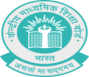 केन्द्रीय माध्यमिक शिक्षा बोर्ड
भारत
असतो मा सद्गमय